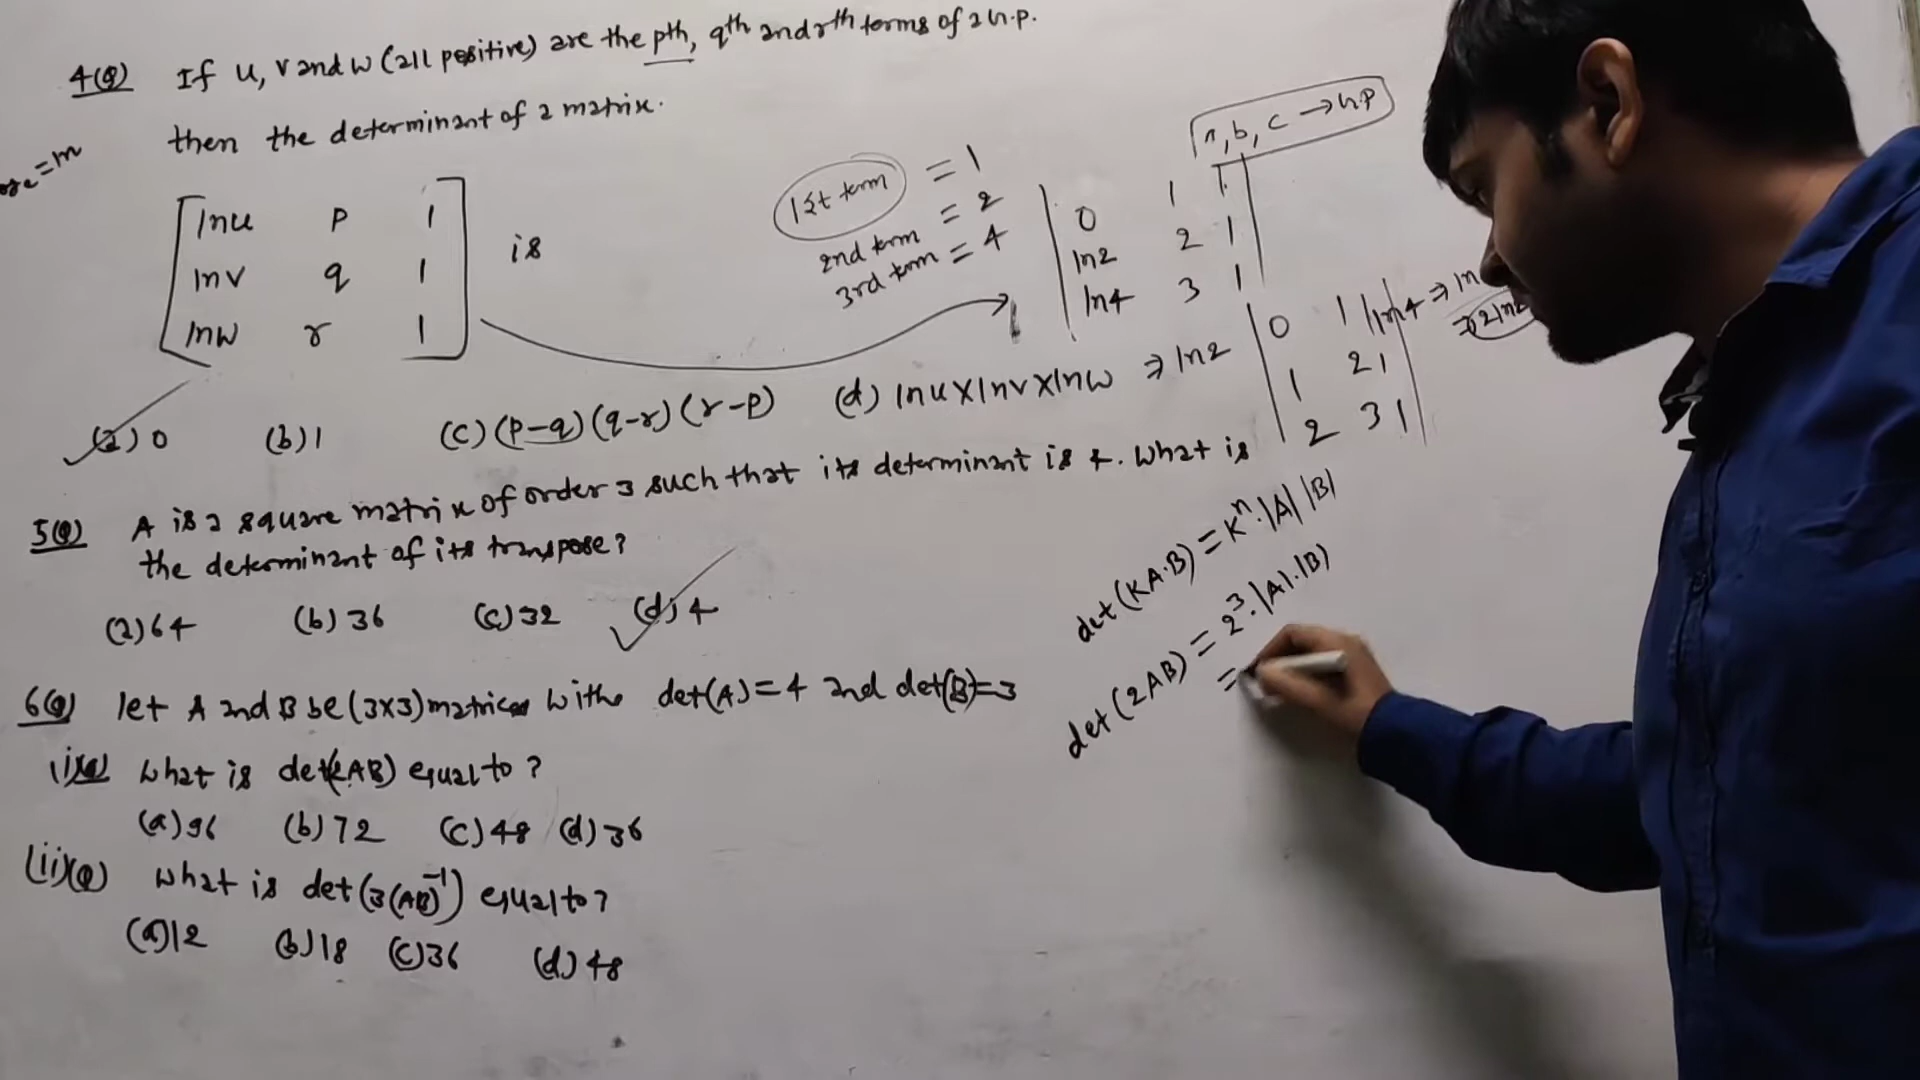 4(Q) If u, v and w (all positive) are the pth, qth and rth terms of a G.P.
then the determinant of a matrix.
= m
a, b, c → G.P
lnu p 1
lnv q 1
lnw r 1
is
1st term = 1
2nd term = 2
3rd term = 4
0 1 1
ln2 2 1
ln4 3 1
ln4 ⇒ ln
⇒ 2ln2
(a) 0 (b) 1 (c) (p-q)(q-r)(r-p) (d) lnu X lnv X lnw ⇒ ln2
0 1 1
1 2 1
2 3 1
5(Q) A is a square matrix of order 3 such that its determinant is 4. What is
the determinant of its transpose?
(a) 64 (b) 36 (c) 32 (d) 4
det(KA.B) = K^n.|A| |B|
det(2AB) = 2^3.|A|.|B|
=
6(Q) let A and B be (3x3) matrices with det(A)=4 and det(B)=3
(i)(Q) What is det(2AB) equal to?
(a) 96 (b) 72 (c) 48 (d) 36
(ii)(Q) What is det(3(AB)^-1) equal to?
(a) 12 (b) 18 (c) 36 (d) 48